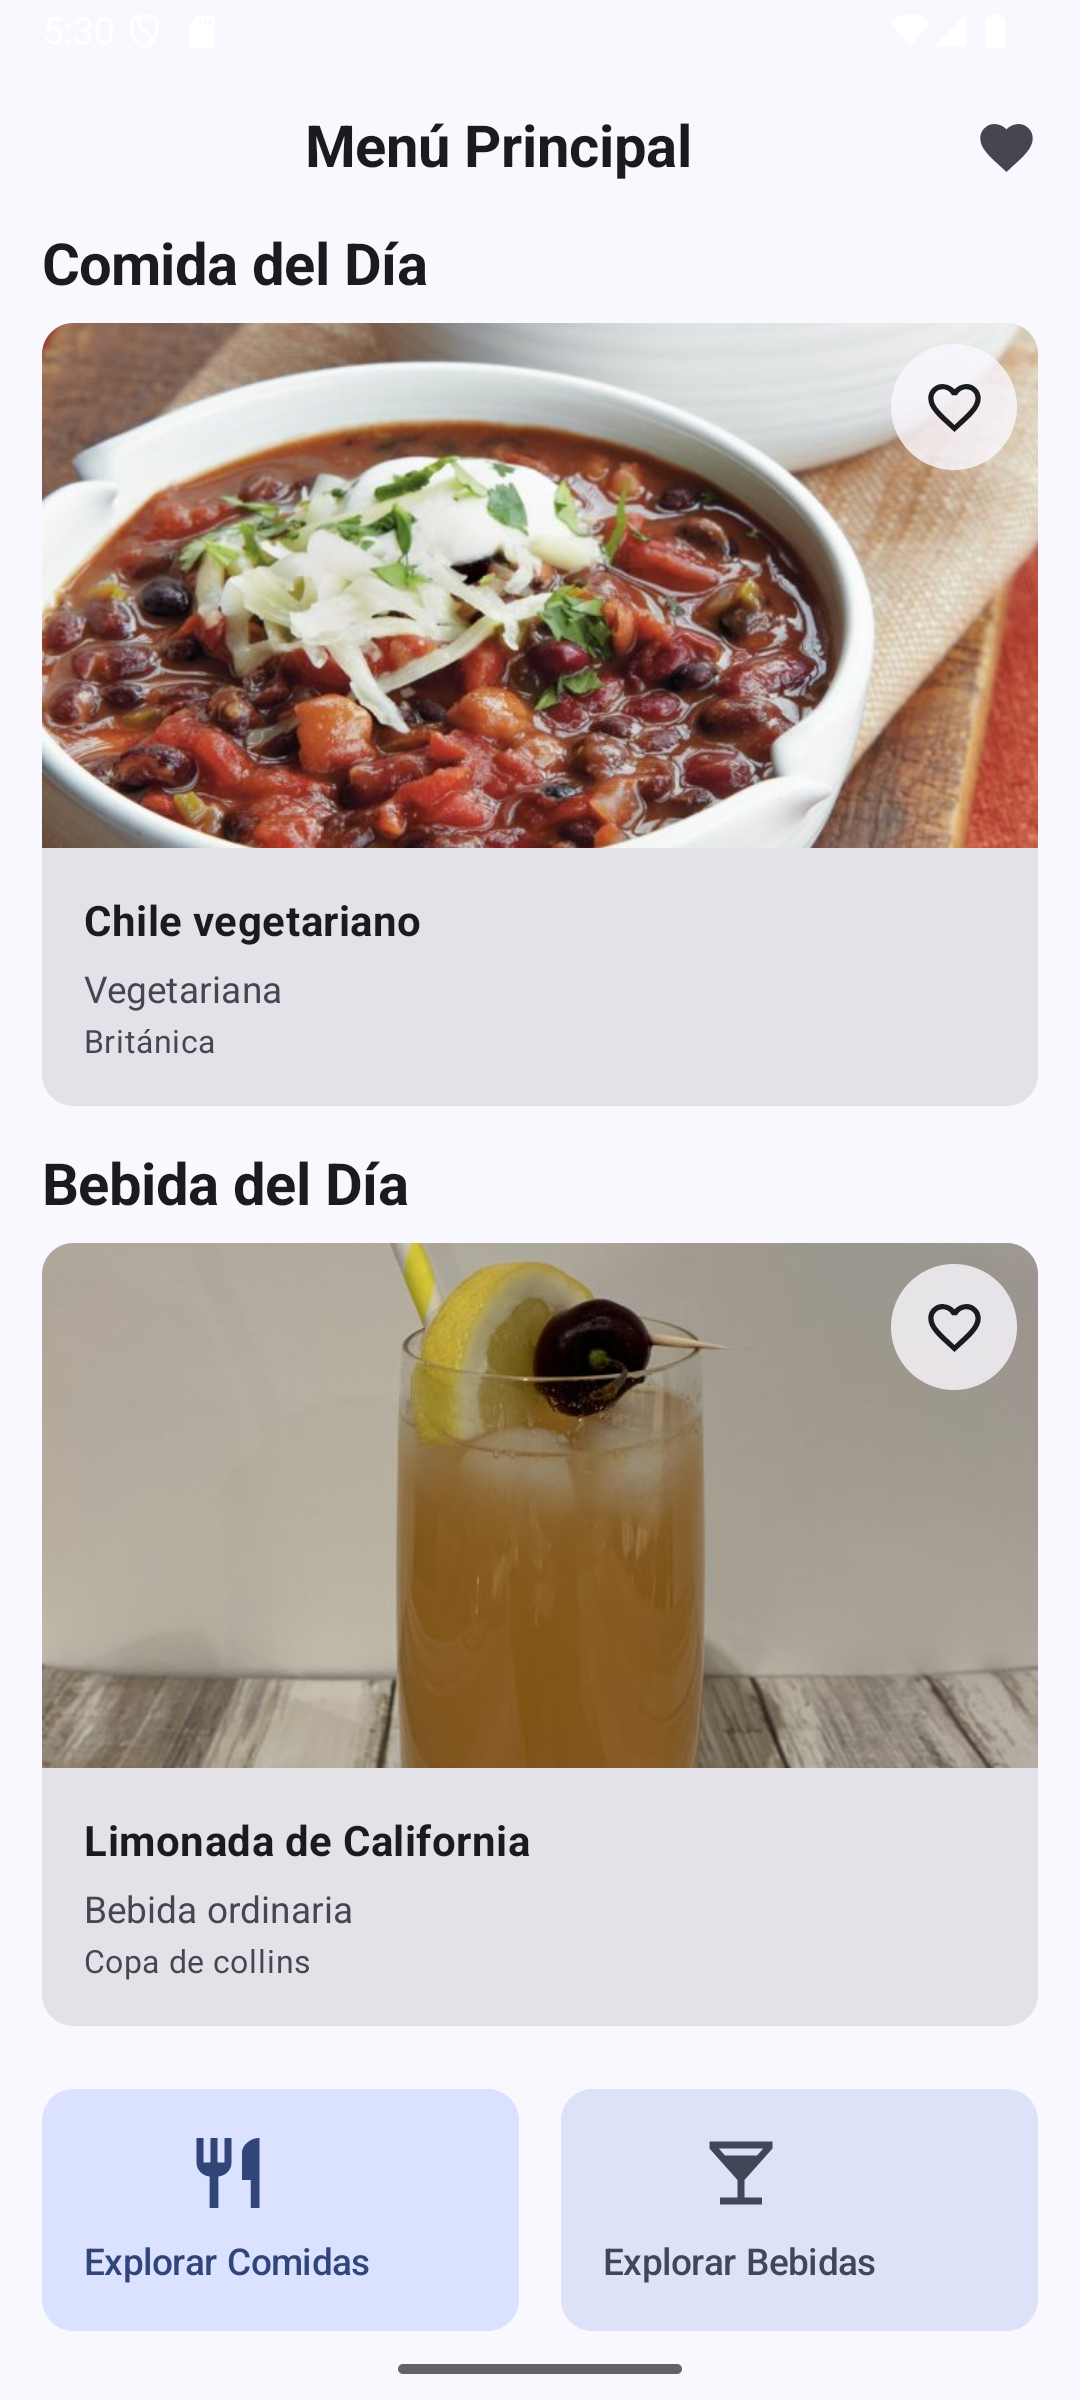 5:30
Menú Principal
Comida del Día
Chile vegetariano
Vegetariana
Británica
Bebida del Día
Limonada de California
Bebida ordinaria
Copa de collins
Explorar Comidas
Explorar Bebidas